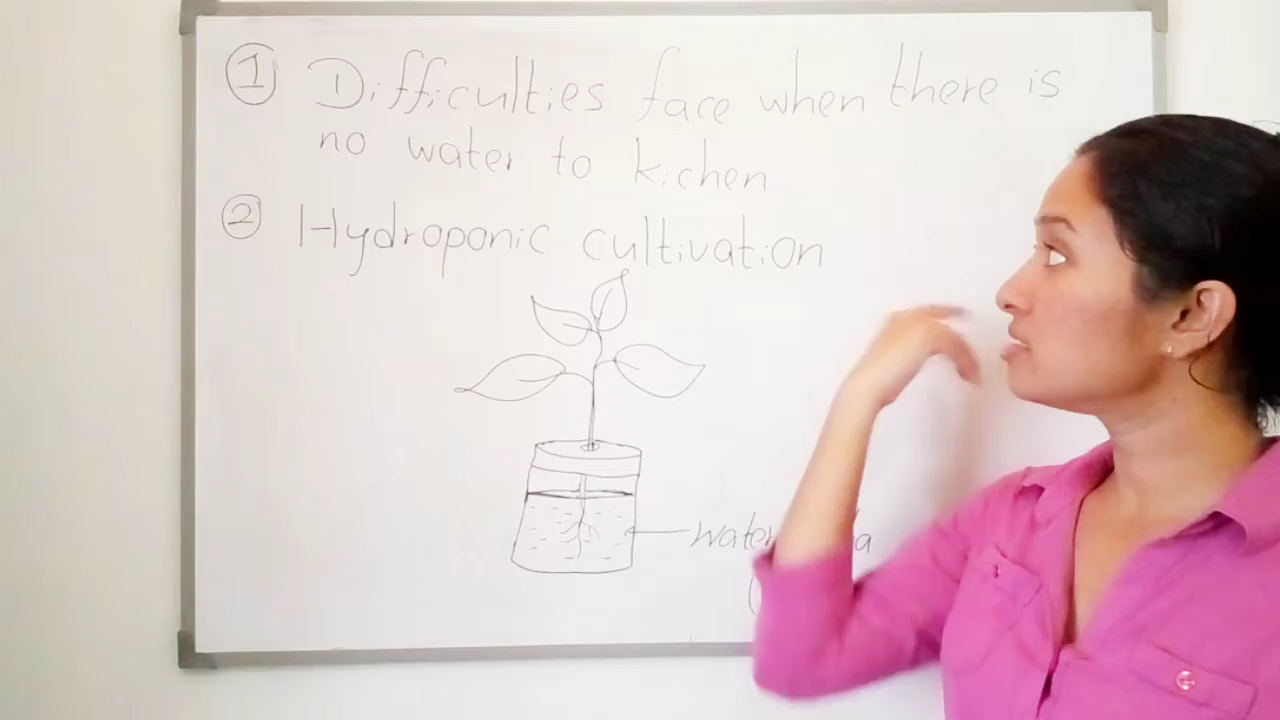 ① Difficulties face when there is
no water to kichen
② Hydroponic cultivation
water